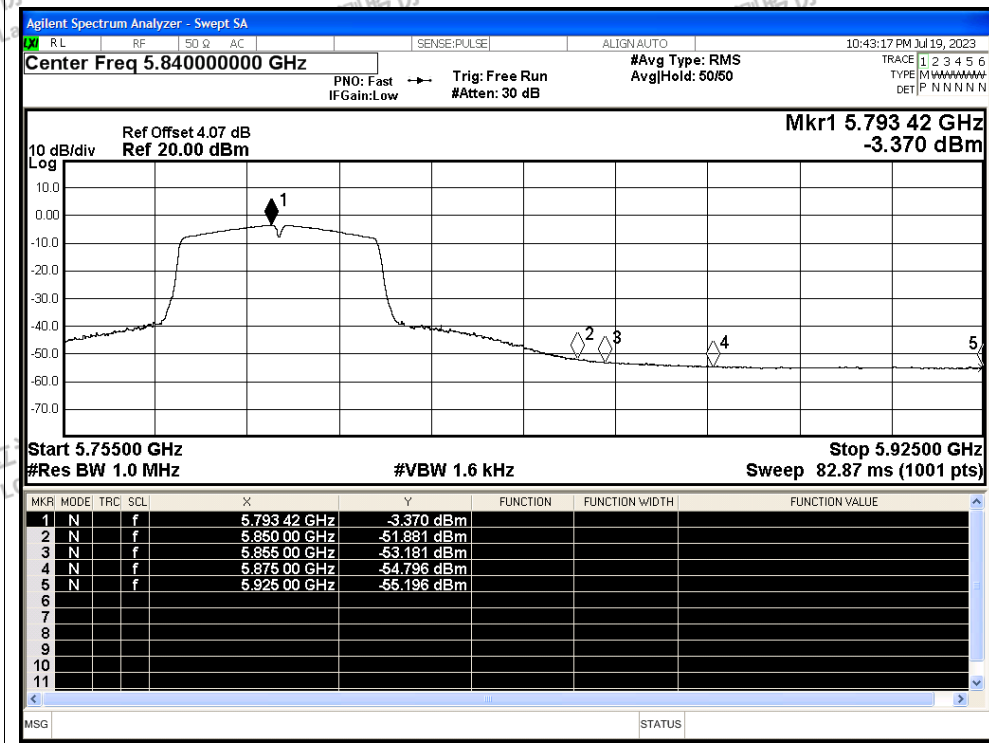 Agilent Spectrum Analyzer - Swept SA
LXI RL RF 50 Ω AC SENSE:PULSE ALIGN AUTO 10:43:17 PM Jul 19, 2023
Center Freq 5.840000000 GHz
PNO: Fast
IFGain:Low
Trig: Free Run
#Atten: 30 dB
#Avg Type: RMS
Avg|Hold: 50/50
TRACE 1 2 3 4 5 6
TYPE M
DET P N N N N N
Mkr1 5.793 42 GHz
-3.370 dBm
Ref Offset 4.07 dB
10 dB/div Ref 20.00 dBm
Log
10.0
0.00
-10.0
-20.0
-30.0
-40.0
-50.0
-60.0
-70.0
1
2
3
4
5
Start 5.75500 GHz Stop 5.92500 GHz
#Res BW 1.0 MHz #VBW 1.6 kHz Sweep 82.87 ms (1001 pts)
MKR MODE TRC SCL X Y FUNCTION FUNCTION WIDTH FUNCTION VALUE
1 N f 5.793 42 GHz -3.370 dBm
2 N f 5.850 00 GHz -51.881 dBm
3 N f 5.855 00 GHz -53.181 dBm
4 N f 5.875 00 GHz -54.796 dBm
5 N f 5.925 00 GHz -55.196 dBm
6
7
8
9
10
11
MSG STATUS